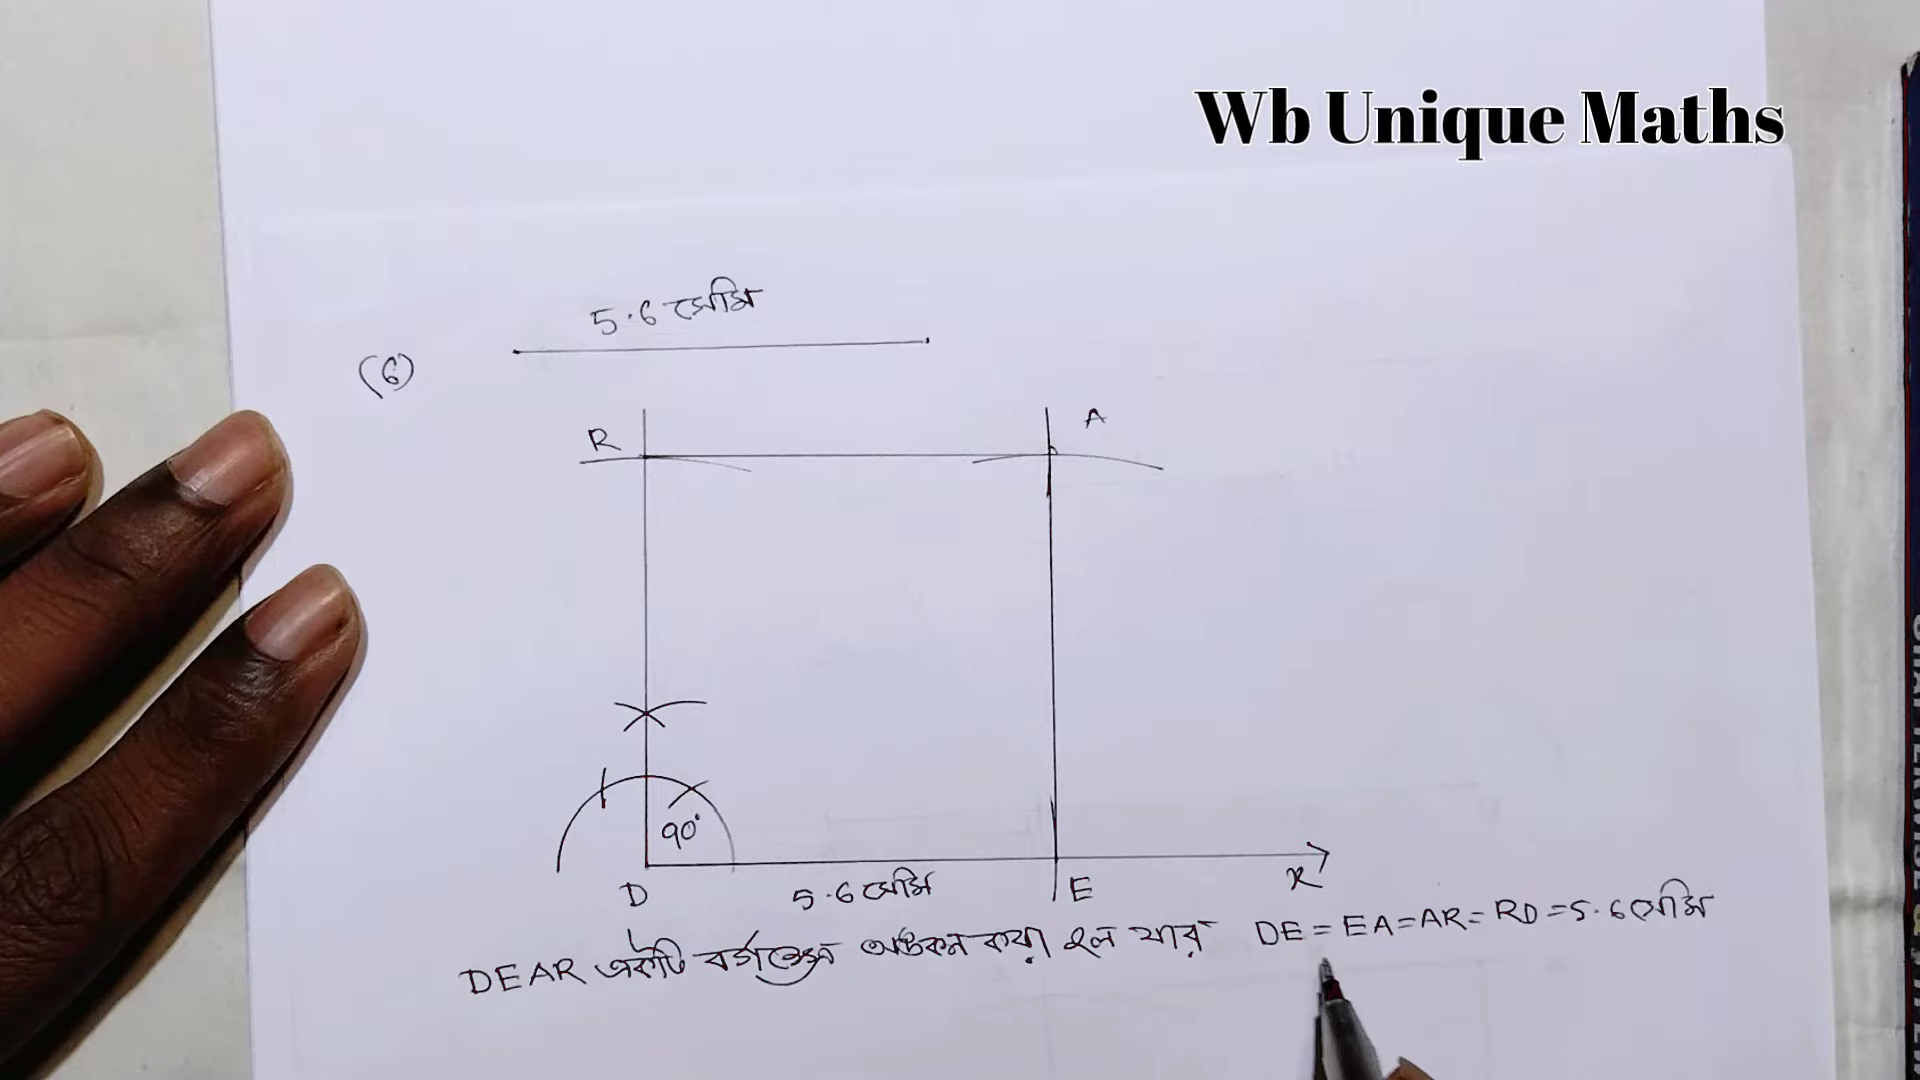 Wb Unique Maths
5.6 সেমি
(6)
R
A
90°
D
5.6 সেমি
E
X
DEAR একটি বর্গক্ষেত্র অঙ্কন করা হল যার DE = EA = AR = RD = 5.6 সেমি